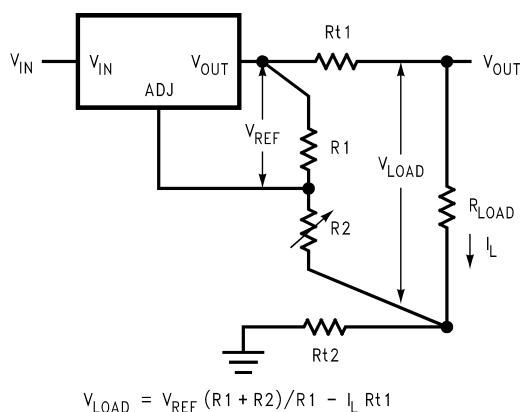 Rt1
V_IN
V_IN
V_OUT
V_OUT
ADJ
V_REF
R1
V_LOAD
R_LOAD
R2
I_L
Rt2
V_LOAD = V_REF (R1 + R2)/R1 - I_L Rt1